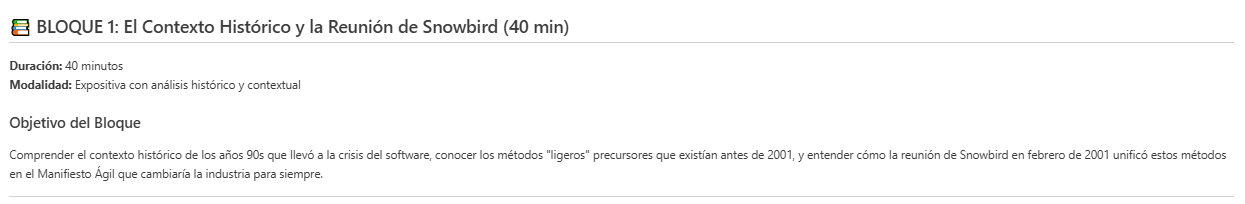 BLOQUE 1: El Contexto Histórico y la Reunión de Snowbird (40 min)
Duración: 40 minutos
Modalidad: Expositiva con análisis histórico y contextual
Objetivo del Bloque
Comprender el contexto histórico de los años 90s que llevó a la crisis del software, conocer los métodos "ligeros" precursores que existían antes de 2001, y entender cómo la reunión de Snowbird en febrero de 2001 unificó estos métodos
en el Manifiesto Ágil que cambiaría la industria para siempre.